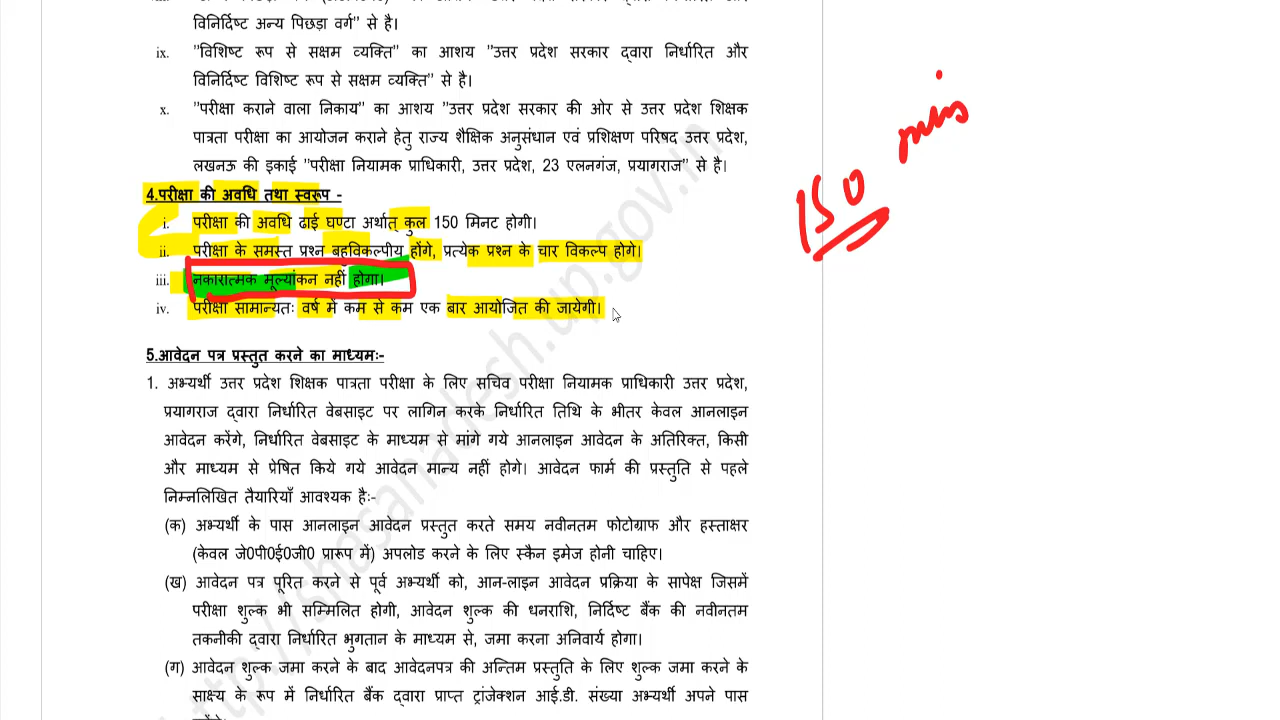 विनिर्दिष्ट अन्य पिछड़ा वर्ग" से है।
ix. "विशिष्ट रूप से सक्षम व्यक्ति" का आशय "उत्तर प्रदेश सरकार द्वारा निर्धारित और
विनिर्दिष्ट विशिष्ट रूप से सक्षम व्यक्ति" से है।
x. "परीक्षा कराने वाला निकाय" का आशय "उत्तर प्रदेश सरकार की ओर से उत्तर प्रदेश शिक्षक
पात्रता परीक्षा का आयोजन कराने हेतु राज्य शैक्षिक अनुसंधान एवं प्रशिक्षण परिषद उत्तर प्रदेश,
लखनऊ की इकाई "परीक्षा नियामक प्राधिकारी, उत्तर प्रदेश, 23 एलनगंज, प्रयागराज" से है।
4.परीक्षा की अवधि तथा स्वरूप -
i. परीक्षा की अवधि ढाई घण्टा अर्थात् कुल 150 मिनट होगी।
ii. परीक्षा के समस्त प्रश्न बहुविकल्पीय होंगे, प्रत्येक प्रश्न के चार विकल्प होगे।
iii. नकारात्मक मूल्यांकन नहीं होगा।
iv. परीक्षा सामान्यतः वर्ष में कम से कम एक बार आयोजित की जायेगी।
150 mins
5.आवेदन पत्र प्रस्तुत करने का माध्यमः-
1. अभ्यर्थी उत्तर प्रदेश शिक्षक पात्रता परीक्षा के लिए सचिव परीक्षा नियामक प्राधिकारी उत्तर प्रदेश,
प्रयागराज द्वारा निर्धारित वेबसाइट पर लागिन करके निर्धारित तिथि के भीतर केवल आनलाइन
आवेदन करेंगे, निर्धारित वेबसाइट के माध्यम से मांगे गये आनलाइन आवेदन के अतिरिक्त, किसी
और माध्यम से प्रेषित किये गये आवेदन मान्य नहीं होगे। आवेदन फार्म की प्रस्तुति से पहले
निम्नलिखित तैयारियाँ आवश्यक हैः-
(क) अभ्यर्थी के पास आनलाइन आवेदन प्रस्तुत करते समय नवीनतम फोटोग्राफ और हस्ताक्षर
(केवल जे0पी0ई0जी0 प्रारूप में) अपलोड करने के लिए स्कैन इमेज होनी चाहिए।
(ख) आवेदन पत्र पूरित करने से पूर्व अभ्यर्थी को, आन-लाइन आवेदन प्रक्रिया के सापेक्ष जिसमें
परीक्षा शुल्क भी सम्मिलित होगी, आवेदन शुल्क की धनराशि, निर्दिष्ट बैंक की नवीनतम
तकनीकी द्वारा निर्धारित भुगतान के माध्यम से, जमा करना अनिवार्य होगा।
(ग) आवेदन शुल्क जमा करने के बाद आवेदनपत्र की अन्तिम प्रस्तुति के लिए शुल्क जमा करने के
साक्ष्य के रूप में निर्धारित बैंक द्वारा प्राप्त ट्रांजेक्शन आई.डी. संख्या अभ्यर्थी अपने पास
http://shasanadesh.up.gov.in